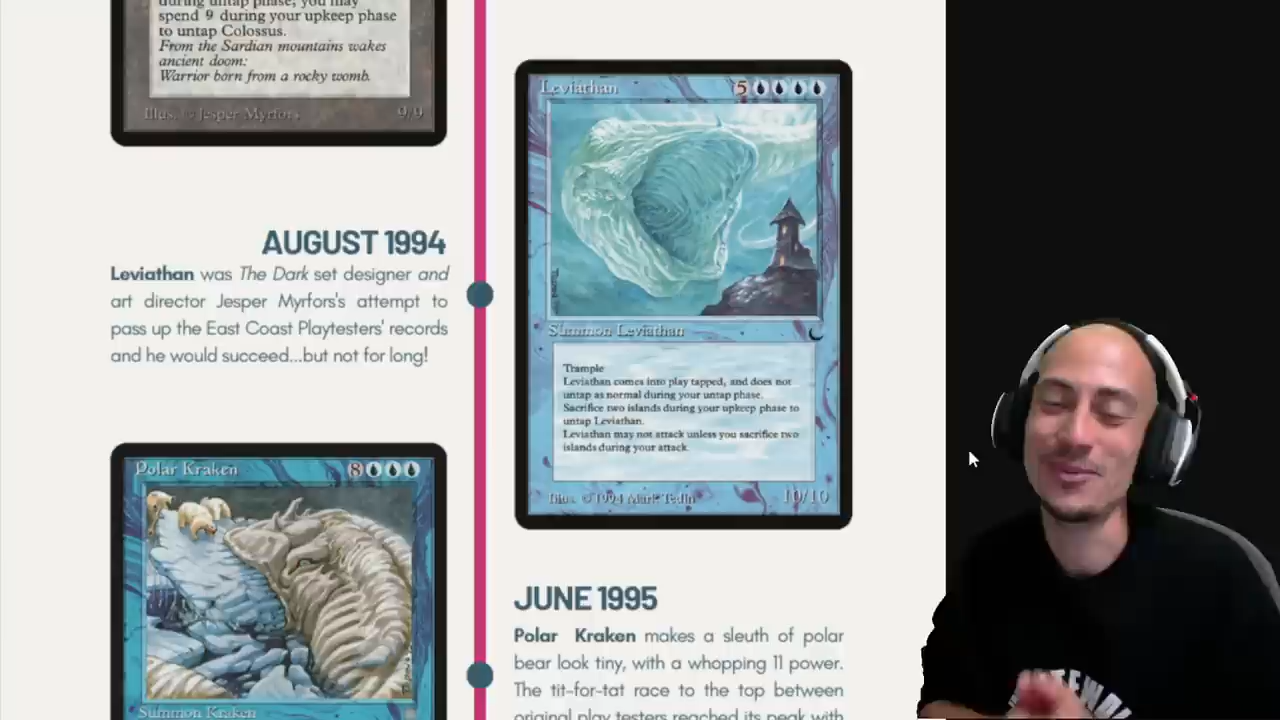 during untap phase, you may
spend 9 during your upkeep phase
to untap Colossus.
From the Sardian mountains wakes
ancient doom:
Warrior born from a rocky womb.
Illus. © Jesper Myrfors 9/9
AUGUST 1994
Leviathan was The Dark set designer and
art director Jesper Myrfors's attempt to
pass up the East Coast Playtesters' records
and he would succeed...but not for long!
Leviathan 5
Summon Leviathan
Trample
Leviathan comes into play tapped, and does not
untap as normal during your untap phase.
Sacrifice two islands during your upkeep phase to
untap Leviathan.
Leviathan may not attack unless you sacrifice two
islands during your attack.
Illus. © 1994 Mark Tedin 10/10
Polar Kraken 8
Summon Kraken
JUNE 1995
Polar Kraken makes a sleuth of polar
bear look tiny, with a whopping 11 power.
The tit-for-tat race to the top between
original play testers reached its peak with